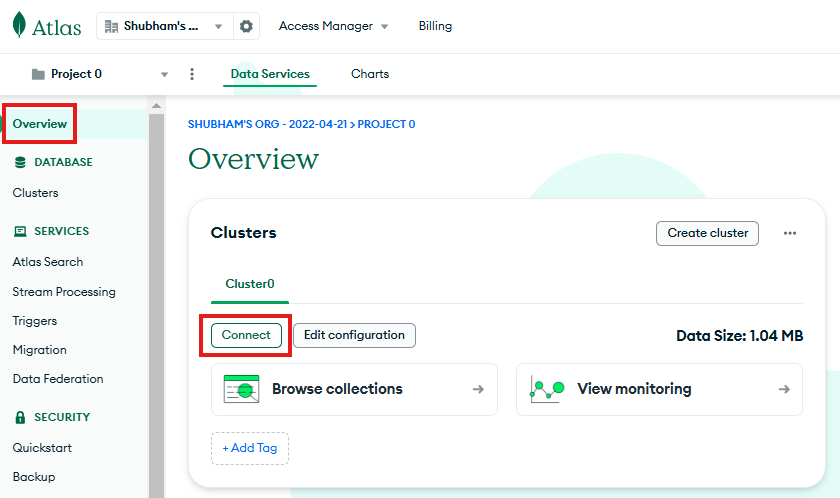 Atlas
Shubham's ...
Access Manager
Billing
Project 0
Data Services
Charts
Overview
DATABASE
Clusters
SERVICES
Atlas Search
Stream Processing
Triggers
Migration
Data Federation
SECURITY
Quickstart
Backup
SHUBHAM'S ORG - 2022-04-21 > PROJECT 0
Overview
Clusters
Create cluster
Cluster0
Connect
Edit configuration
Data Size: 1.04 MB
Browse collections
View monitoring
+ Add Tag